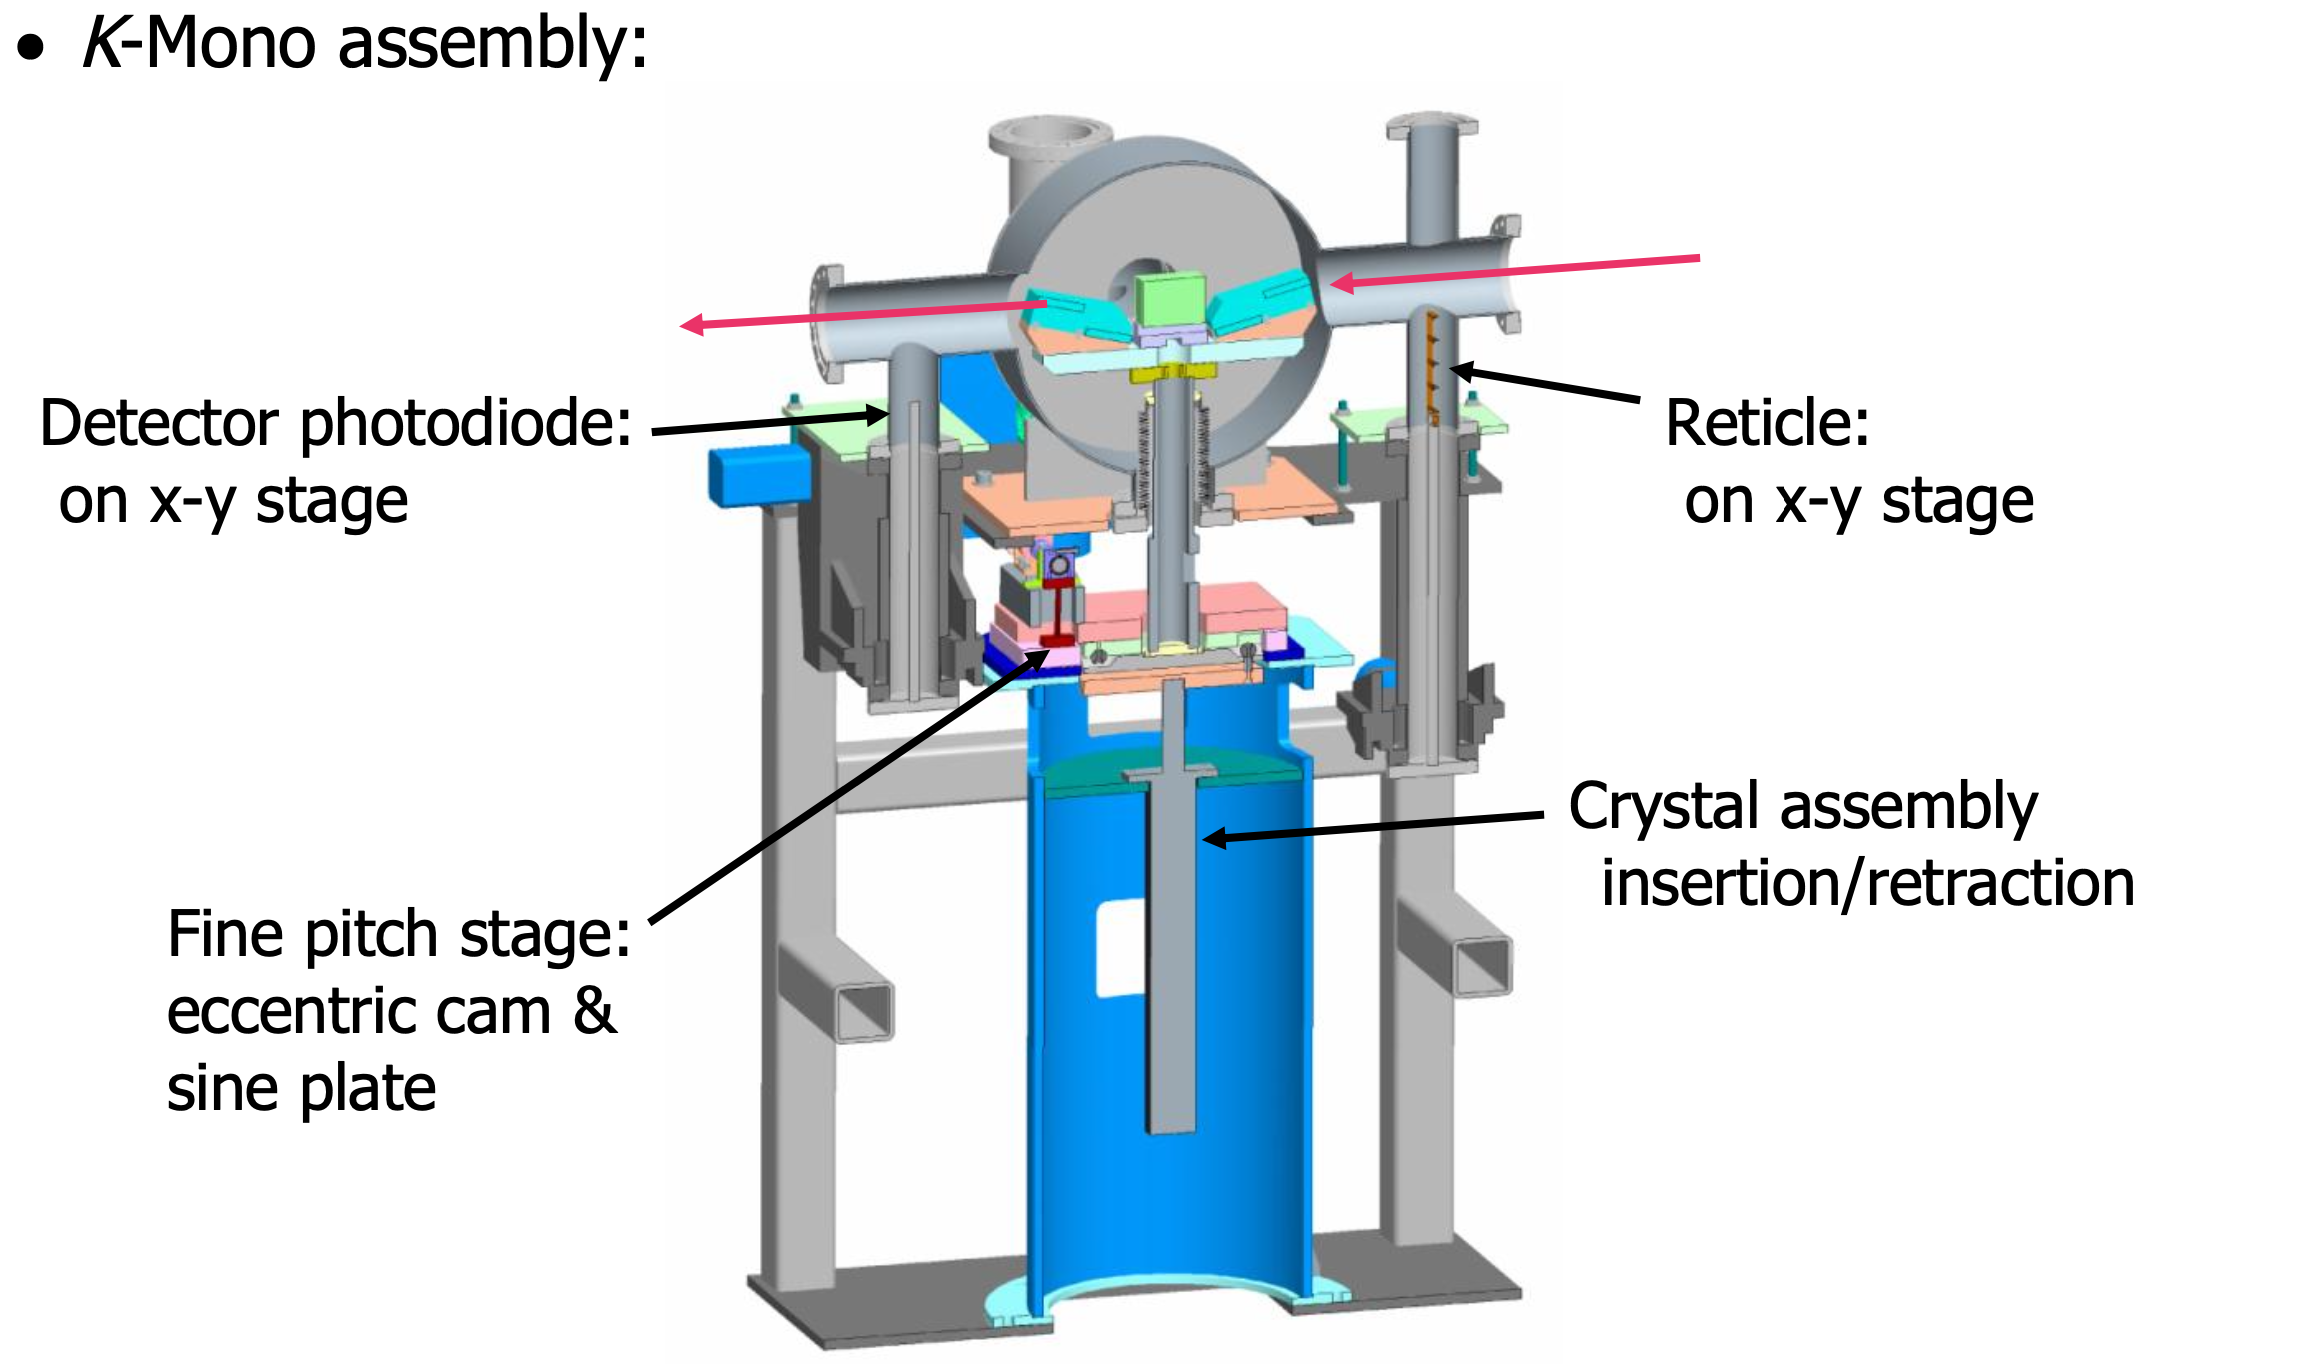 • K-Mono assembly:
Detector photodiode:
on x-y stage
Reticle:
on x-y stage
Crystal assembly
insertion/retraction
Fine pitch stage:
eccentric cam &
sine plate